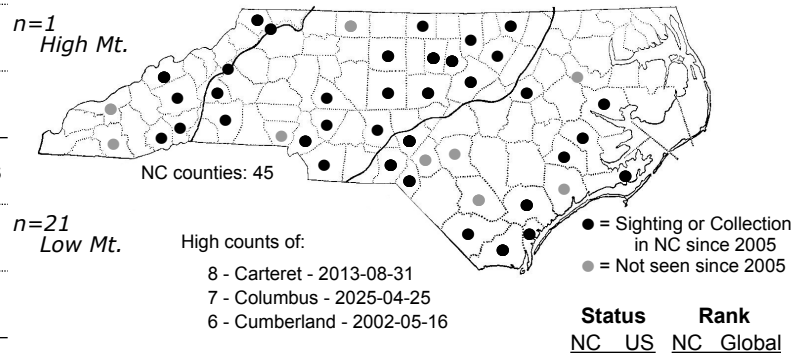 n=1
High Mt.
NC counties: 45
n=21
Low Mt.
High counts of:
8 - Carteret - 2013-08-31
7 - Columbus - 2025-04-25
6 - Cumberland - 2002-05-16
= Sighting or Collection
in NC since 2005
= Not seen since 2005
Status Rank
NC US NC Global